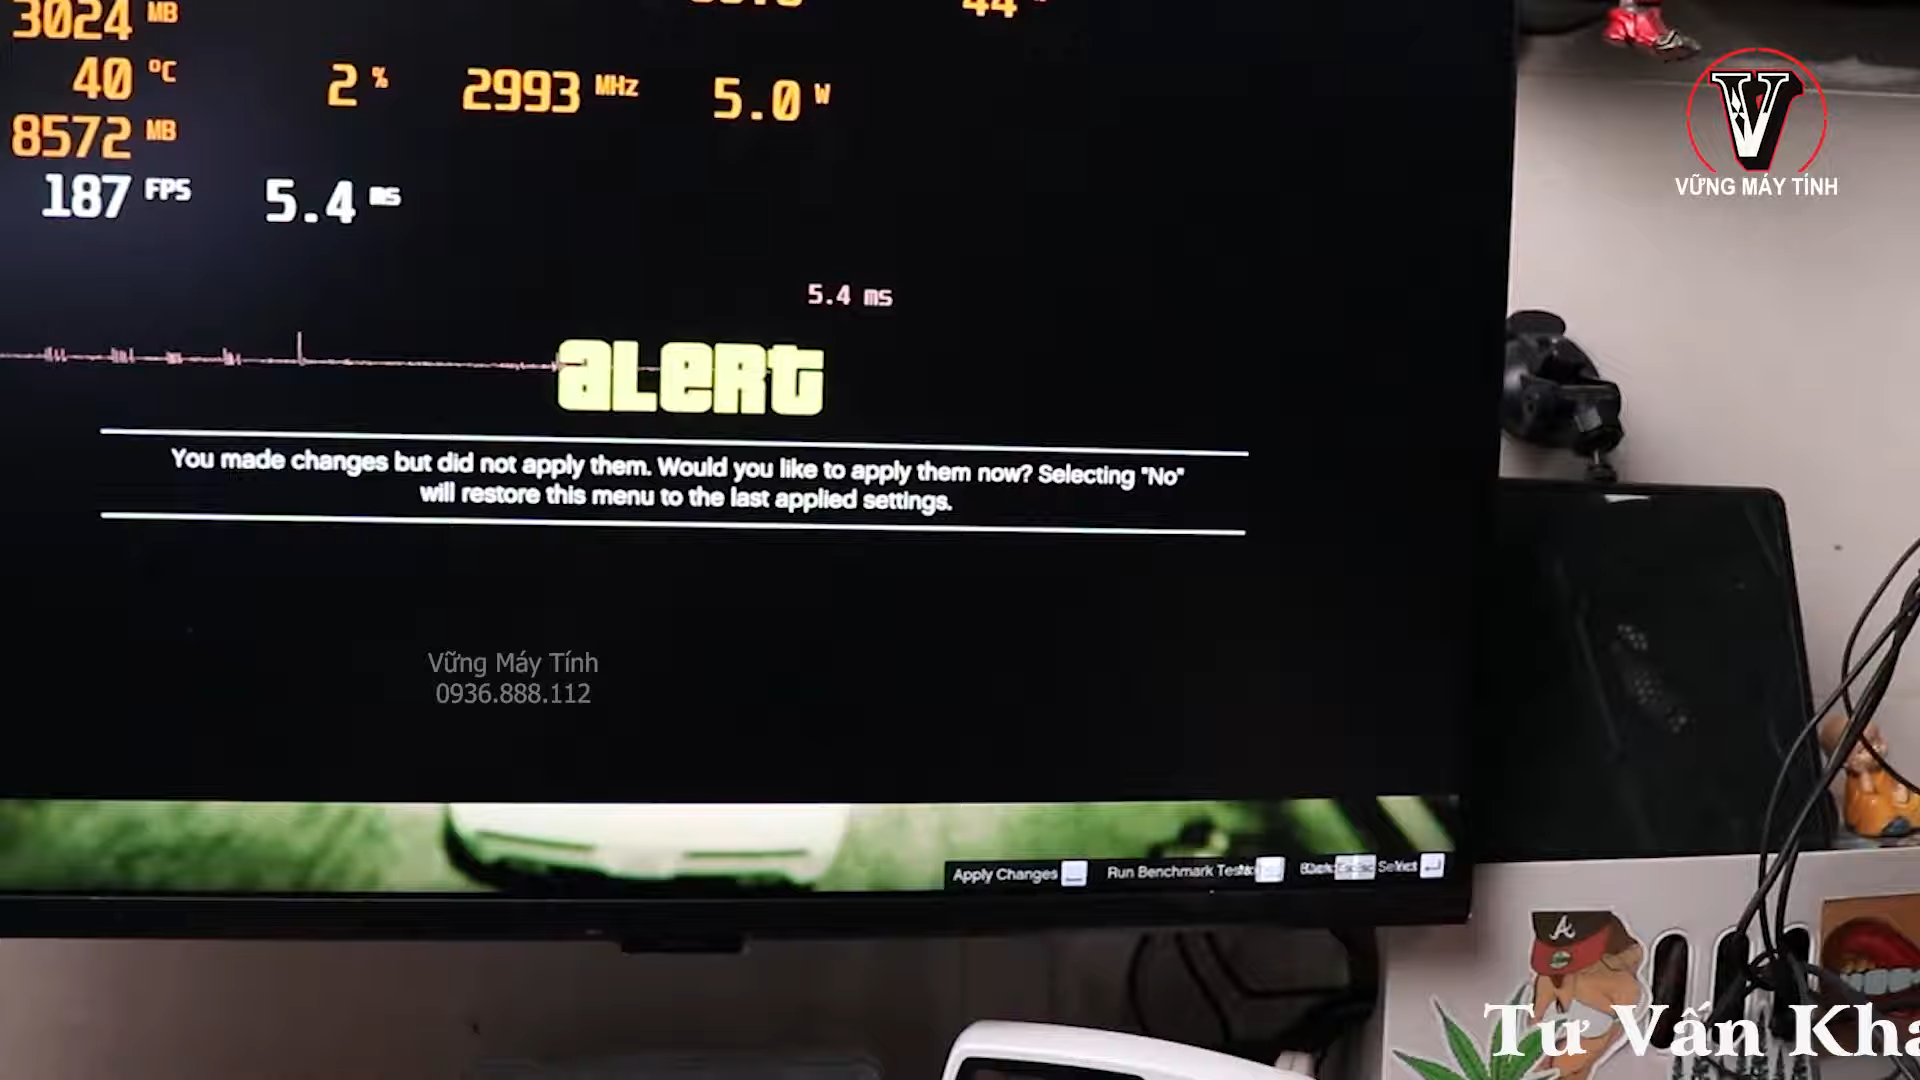 3024 MB
44
40 °C 2 % 2993 MHz 5.0 W
8572 MB
187 FPS 5.4 ms
V
VỮNG MÁY TÍNH
5.4 ms
alert
You made changes but did not apply them. Would you like to apply them now? Selecting "No"
will restore this menu to the last applied settings.
Vững Máy Tính
0936.888.112
Apply Changes Run Benchmark Tests
A
Tư Vấn Kha